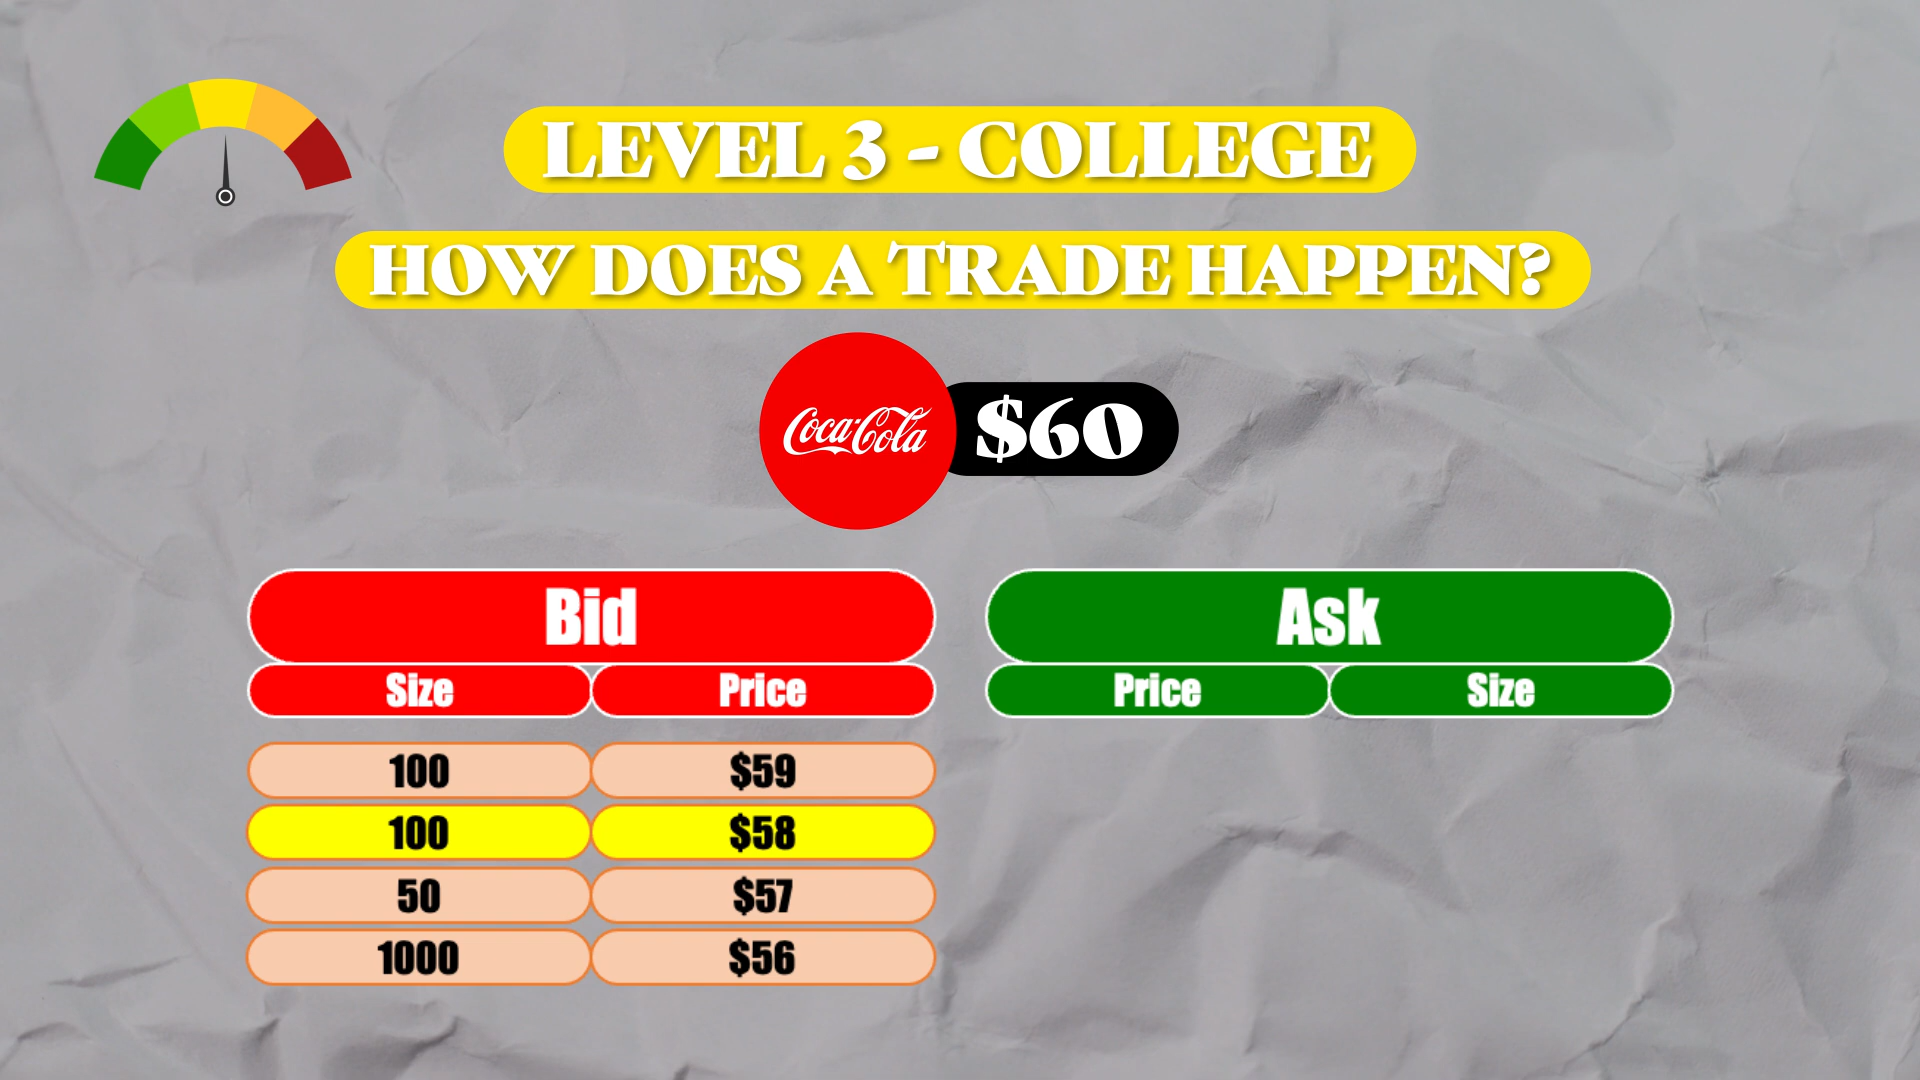 LEVEL 3 - COLLEGE
HOW DOES A TRADE HAPPEN?
Coca-Cola $60
Bid Ask
Size Price Price Size
100 $59
100 $58
50 $57
1000 $56